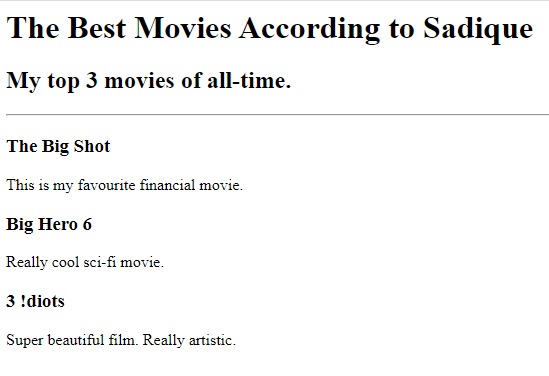 The Best Movies According to Sadique
My top 3 movies of all-time.
The Big Shot
This is my favourite financial movie.
Big Hero 6
Really cool sci-fi movie.
3 !diots
Super beautiful film. Really artistic.